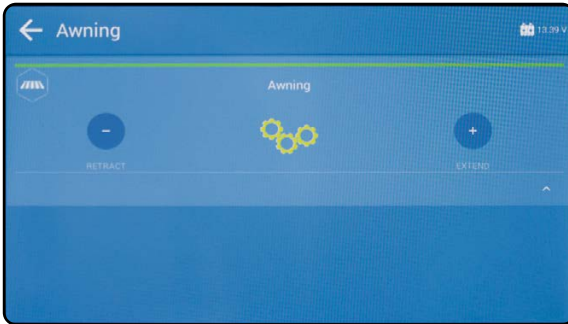 Awning
13.39 V
Awning
RETRACT
EXTEND